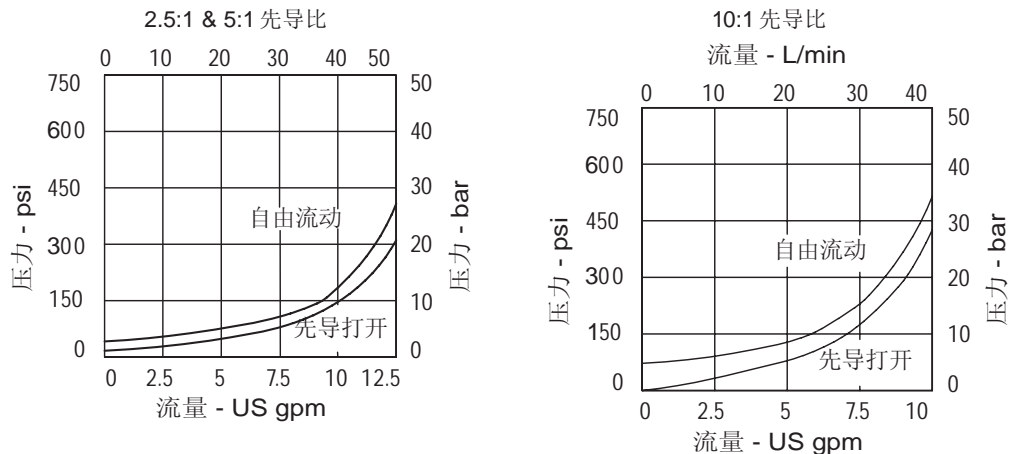 2.5:1 & 5:1 先导比
0 10 20 30 40 50
750 600 450 300 150 0
压力 - psi
50 40 30 20 10 0
压力 - bar
自由流动
先导打开
0 2.5 5 7.5 10 12.5
流量 - US gpm
10:1 先导比
流量 - L/min
0 10 20 30 40
750 600 450 300 150 0
压力 - psi
50 40 30 20 10 0
压力 - bar
自由流动
先导打开
0 2.5 5 7.5 10
流量 - US gpm